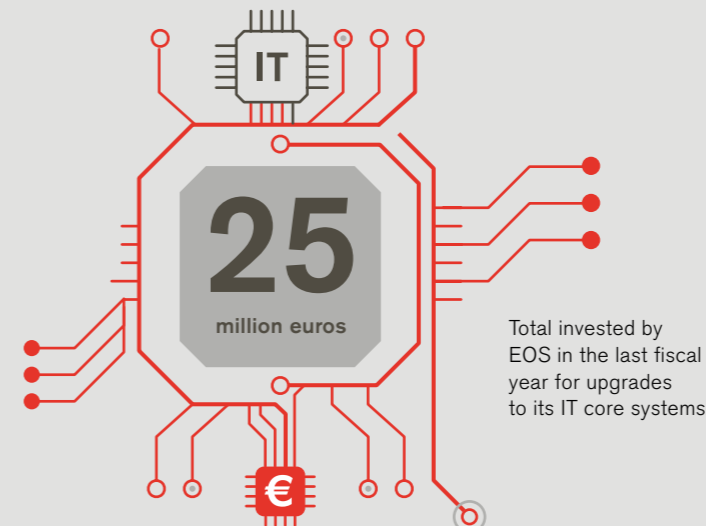 IT
25
million euros
Total invested by
EOS in the last fiscal
year for upgrades
to its IT core systems
€